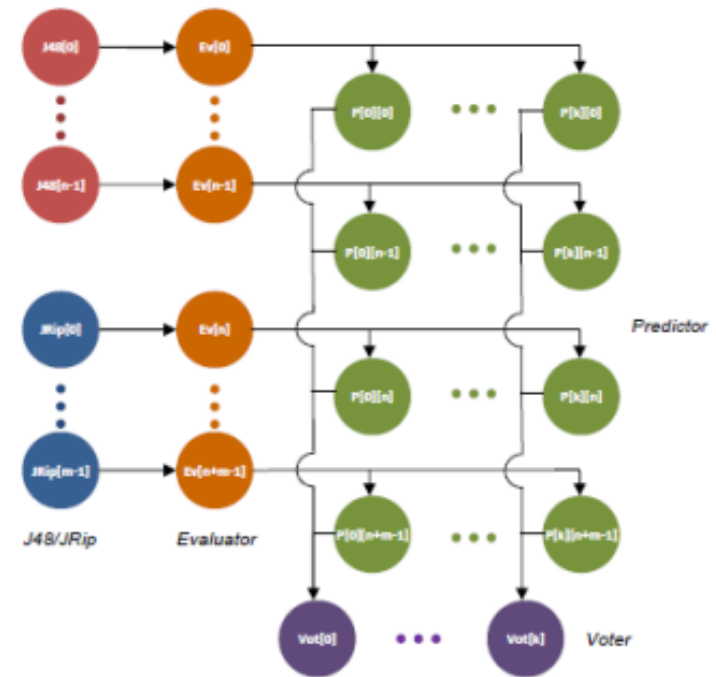 J48[0]
Ev[0]
P[0][0]
P[k][0]
J48[n-1]
Ev[n-1]
P[0][n-1]
P[k][n-1]
JRip[0]
Ev[n]
Predictor
P[0][n]
P[k][n]
JRip[m-1]
Ev[n+m-1]
J48/JRip
Evaluator
P[0][n+m-1]
P[k][n+m-1]
Vot[0]
Vot[k]
Voter